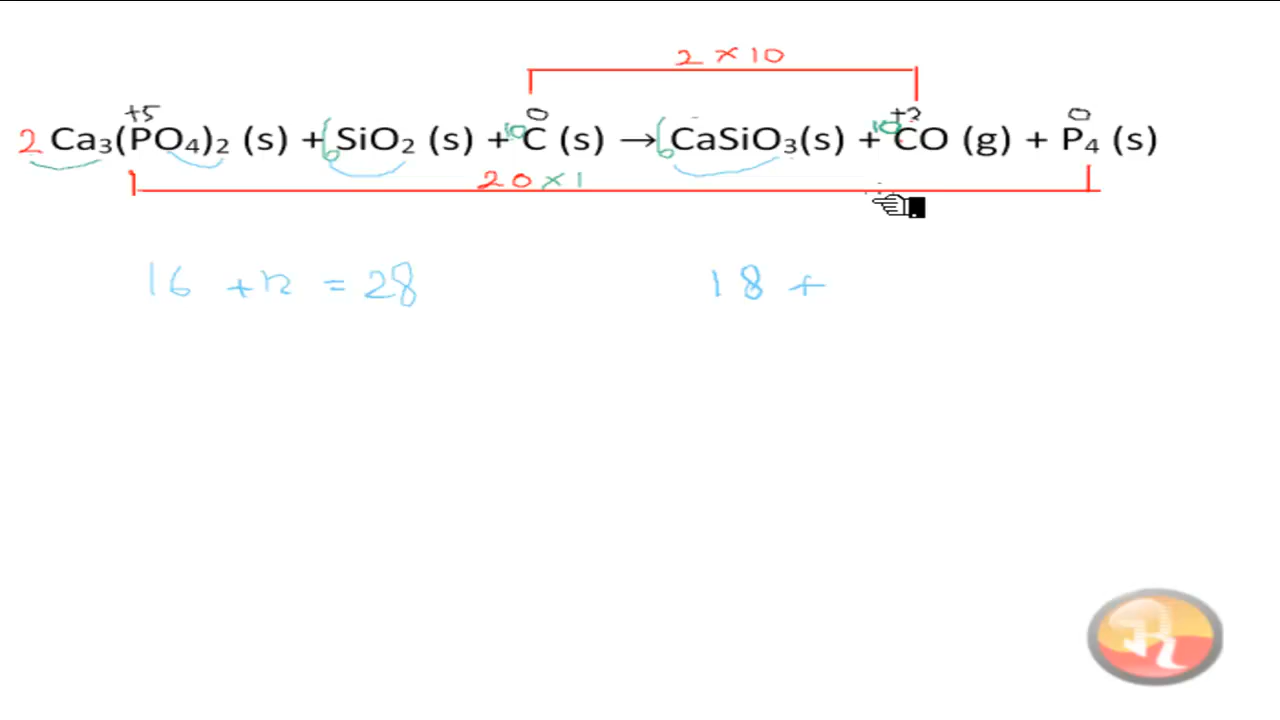 2 × 10
+5 0 +2 0
2 Ca₃(PO₄)₂ (s) + 6 SiO₂ (s) + 10 C (s) → 6 CaSiO₃(s) + 10 CO (g) + P₄ (s)
20 × 1
16 + 12 = 28 18 +